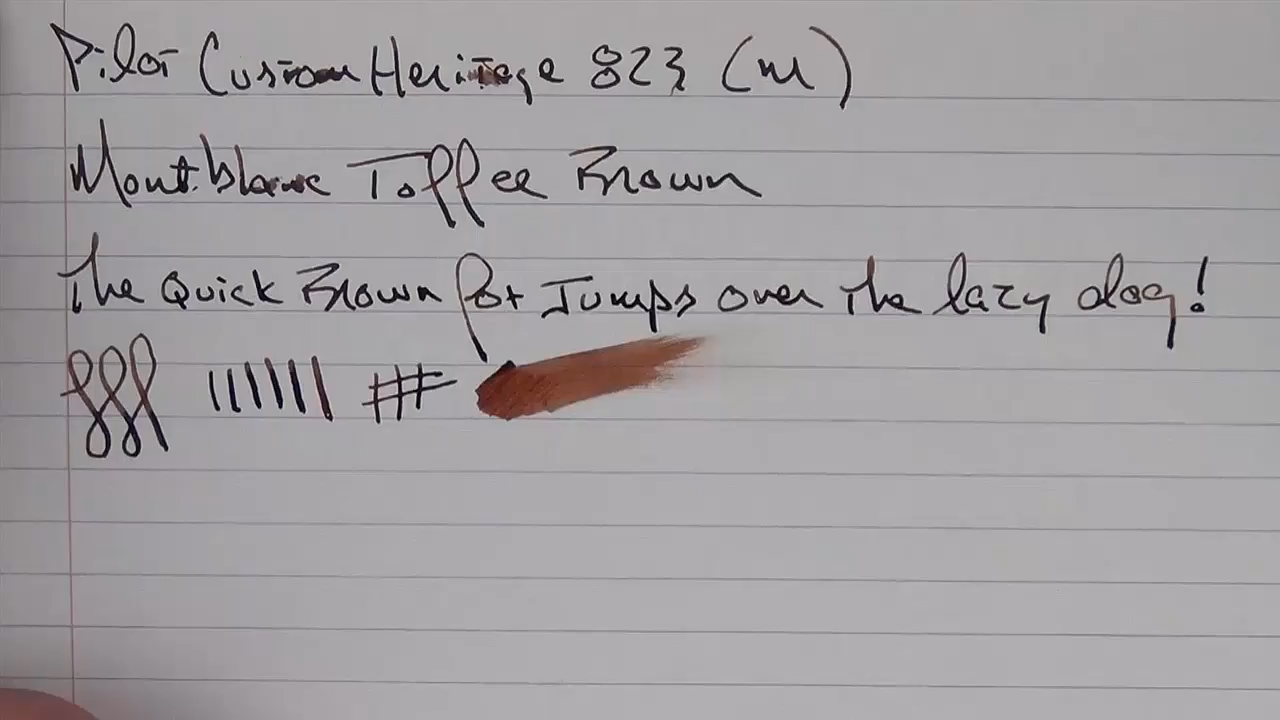 Pilot Custom Heritage 823 (M)
Montblanc Toffee Brown
The Quick Brown Fox Jumps over The lazy dog!